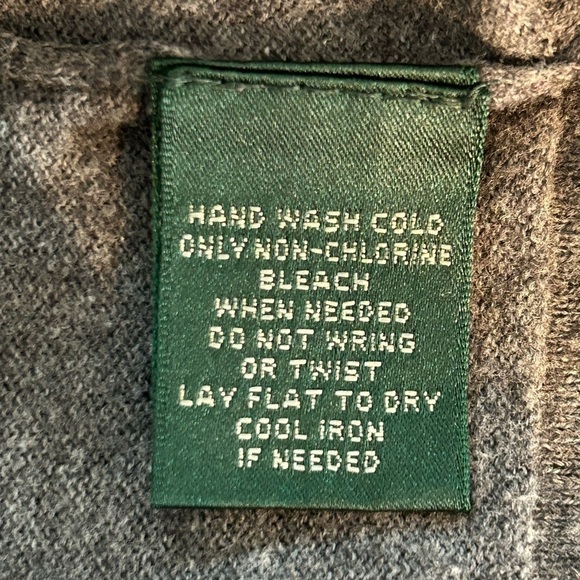 HAND WASH COLD
ONLY NON-CHLORINE
BLEACH
WHEN NEEDED
DO NOT WRING
OR TWIST
LAY FLAT TO DRY
COOL IRON
IF NEEDED